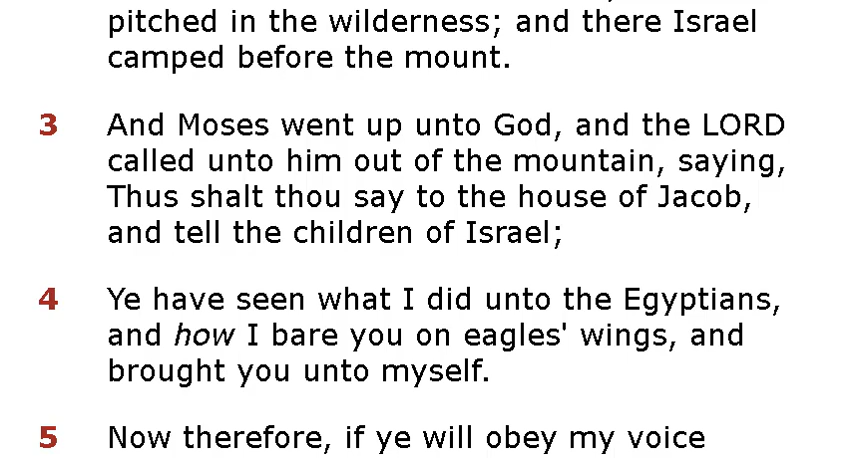 pitched in the wilderness; and there Israel
camped before the mount.
3 And Moses went up unto God, and the LORD
called unto him out of the mountain, saying,
Thus shalt thou say to the house of Jacob,
and tell the children of Israel;
4 Ye have seen what I did unto the Egyptians,
and how I bare you on eagles' wings, and
brought you unto myself.
5 Now therefore, if ye will obey my voice